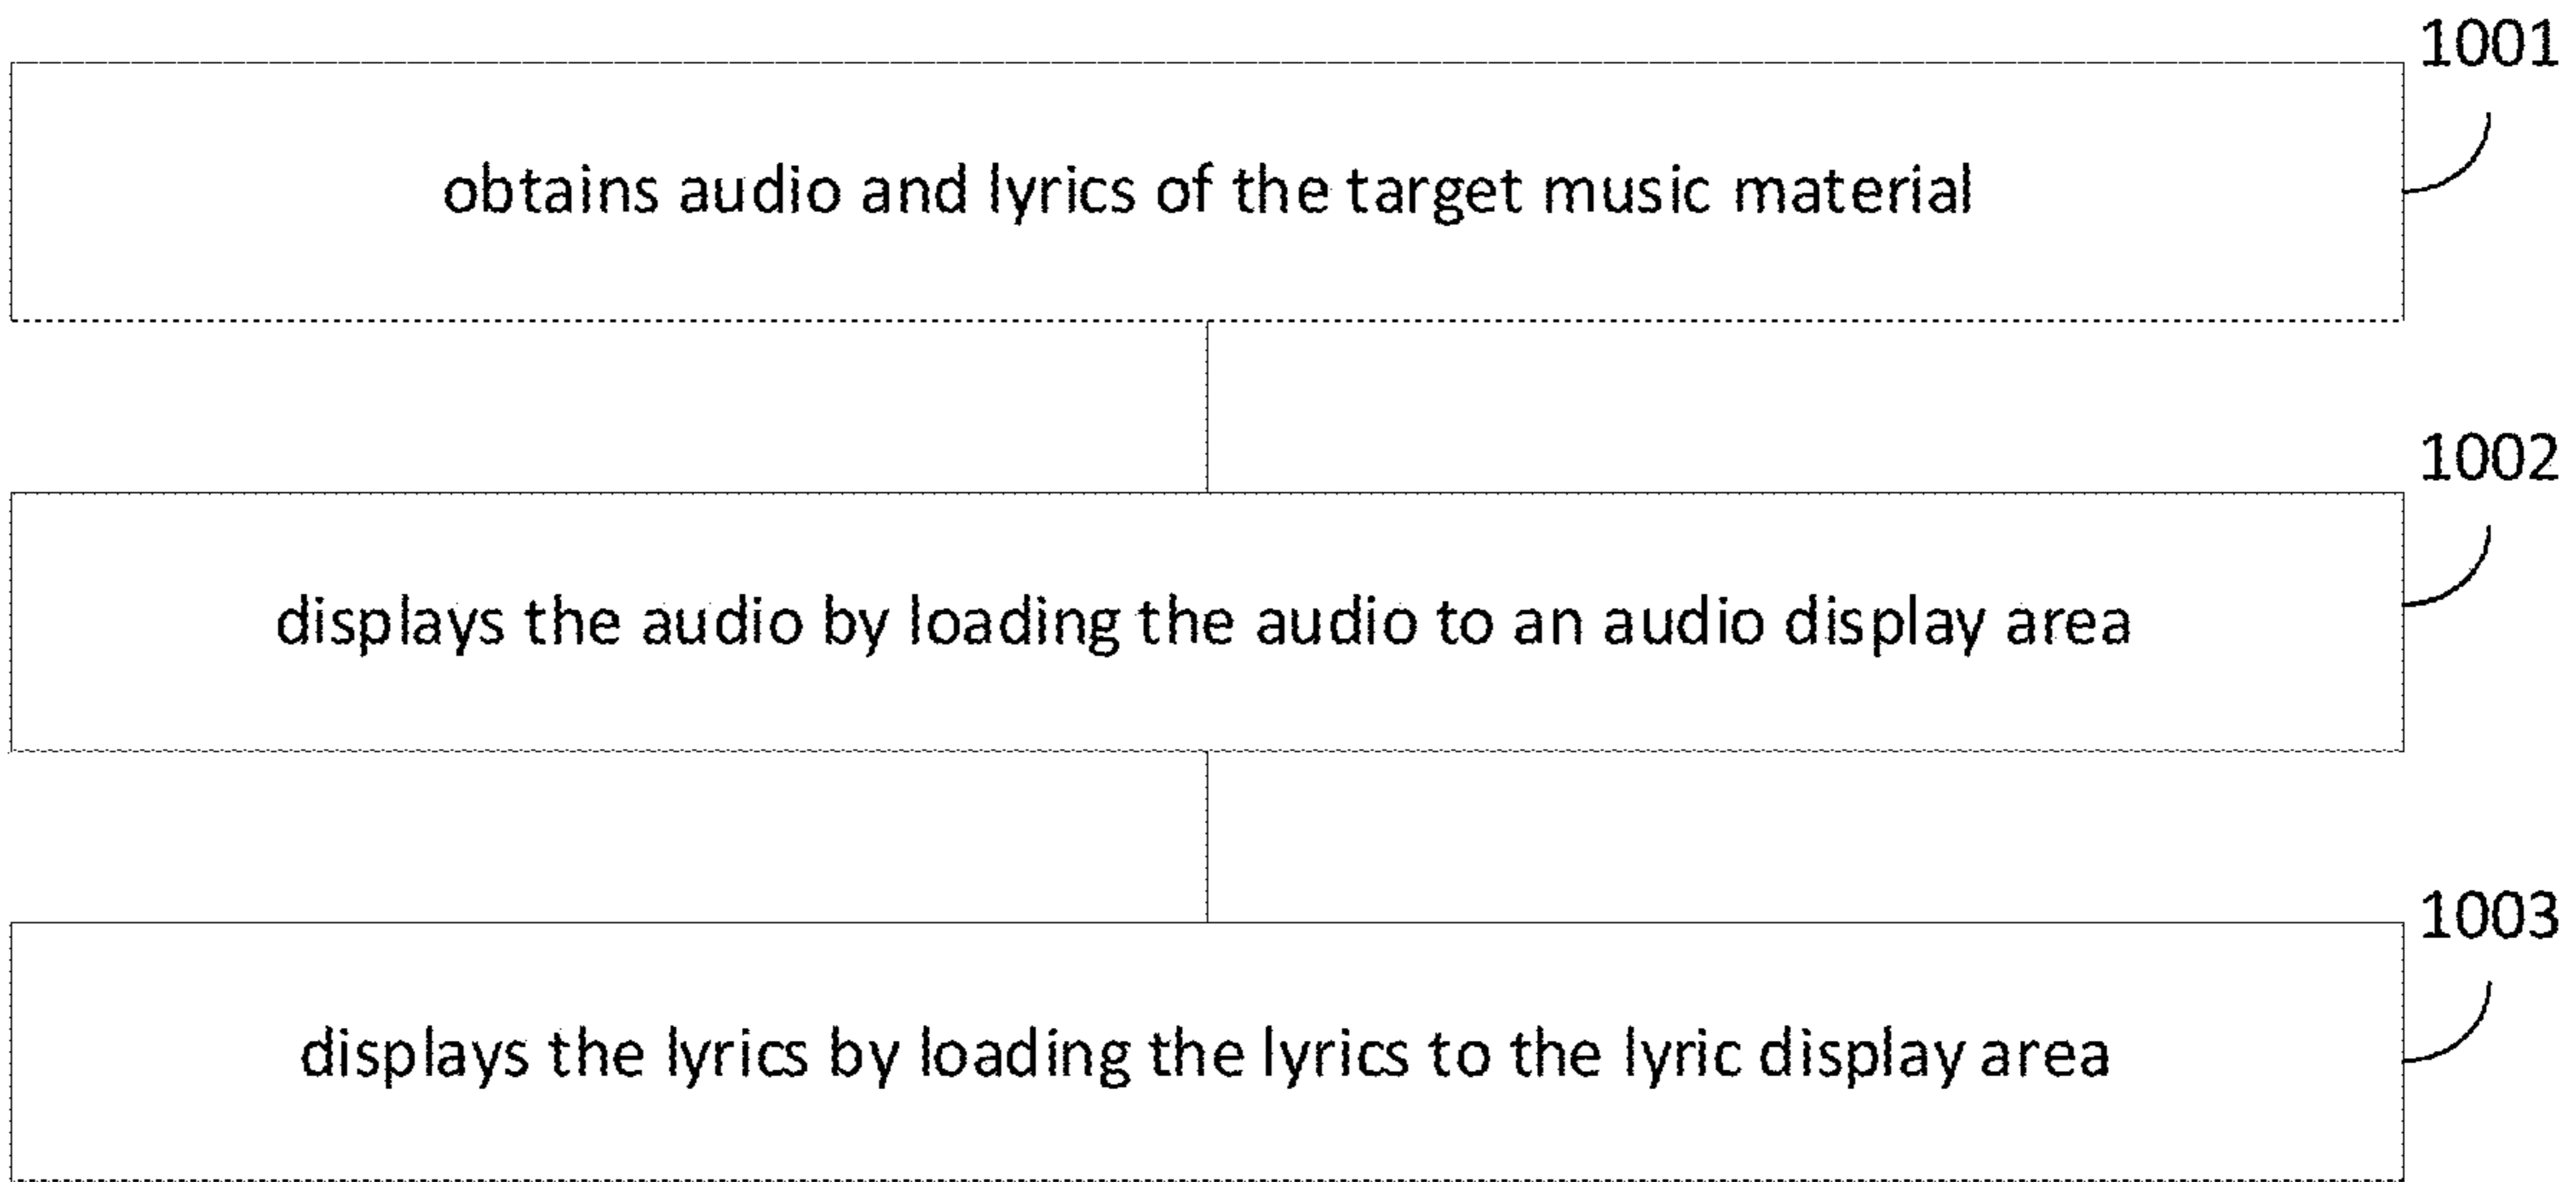 1001
obtains audio and lyrics of the target music material
1002
displays the audio by loading the audio to an audio display area
1003
displays the lyrics by loading the lyrics to the lyric display area